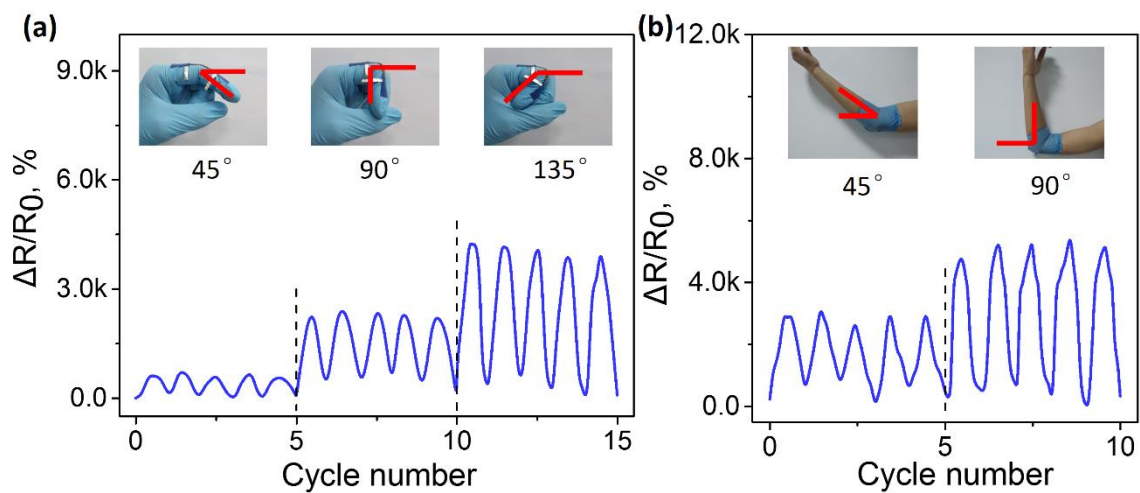 (a)
9.0k
6.0k
3.0k
0.0
ΔR/R0, %
45°
90°
135°
0
5
10
15
Cycle number
(b)
12.0k
8.0k
4.0k
0.0
ΔR/R0, %
45°
90°
0
5
10
Cycle number